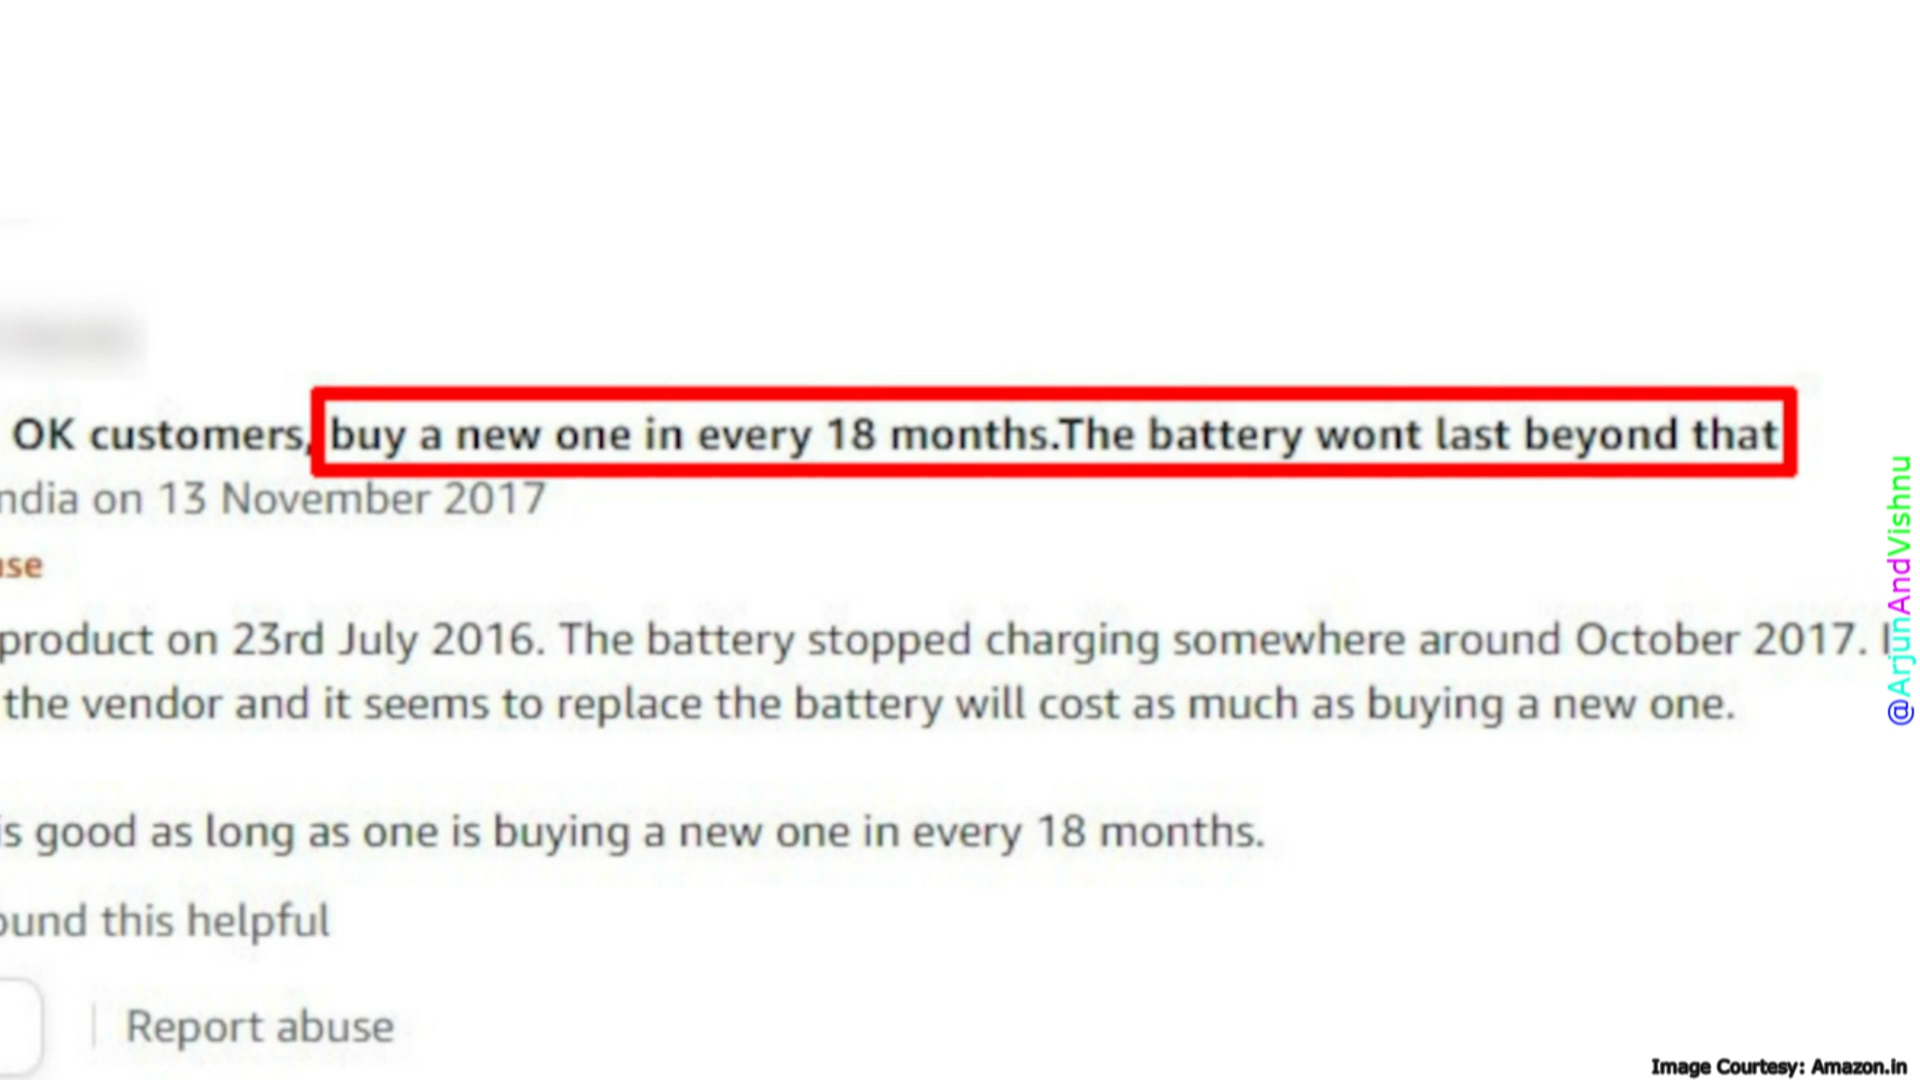 OK customers, buy a new one in every 18 months.The battery wont last beyond that
ndia on 13 November 2017
se
product on 23rd July 2016. The battery stopped charging somewhere around October 2017. I
the vendor and it seems to replace the battery will cost as much as buying a new one.
is good as long as one is buying a new one in every 18 months.
ound this helpful
Report abuse
@ArjunAndVishnu
Image Courtesy: Amazon.in